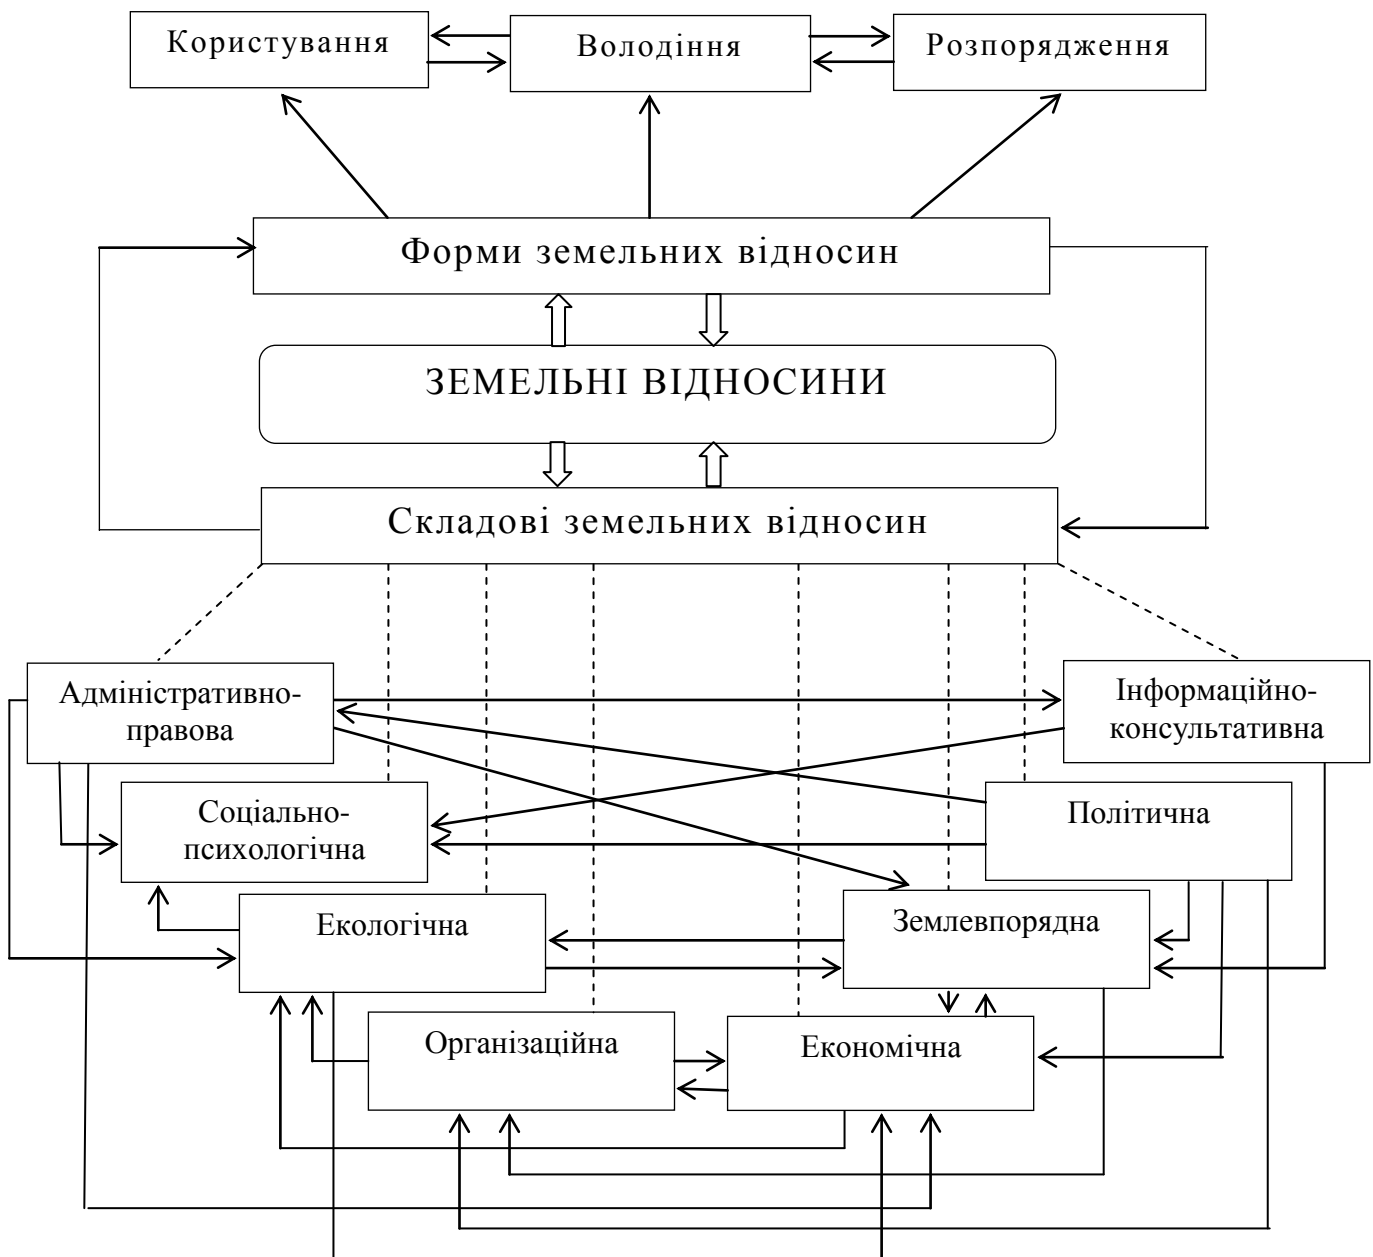 Користування
Володіння
Розпорядження
Форми земельних відносин
ЗЕМЕЛЬНІ ВІДНОСИНИ
Складові земельних відносин
Адміністративно-
правова
Інформаційно-
консультативна
Соціально-
психологічна
Політична
Екологічна
Землевпорядна
Організаційна
Економічна